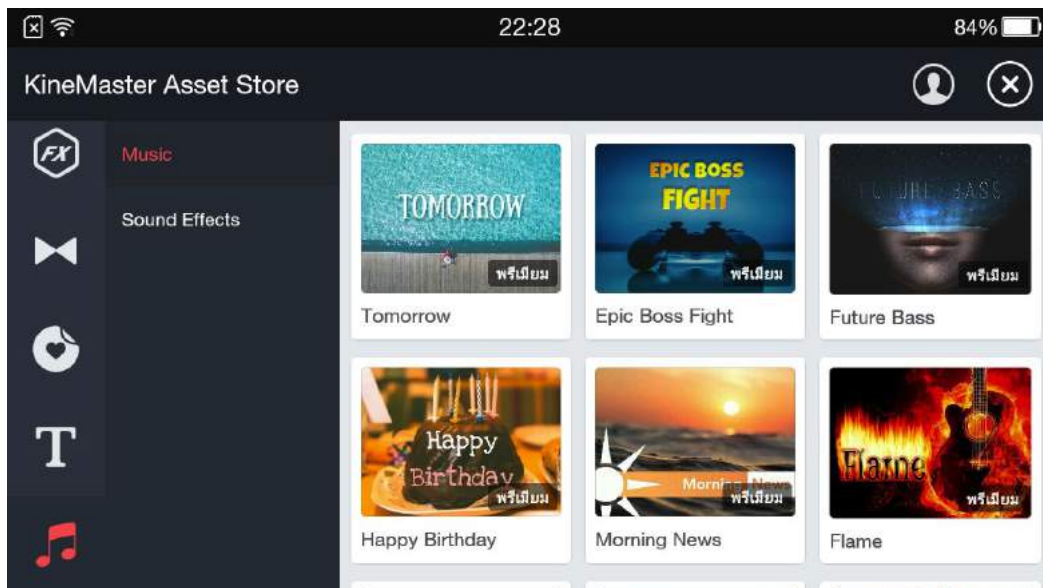 22:28
84%
KineMaster Asset Store
FX
Music
Sound Effects
T
TOMORROW
พรีเมียม
Tomorrow
EPIC BOSS
FIGHT
พรีเมียม
Epic Boss Fight
FUTURE BASS
พรีเมียม
Future Bass
Happy
Birthday
พรีเมียม
Happy Birthday
Morning News
พรีเมียม
Morning News
Flame
พรีเมียม
Flame